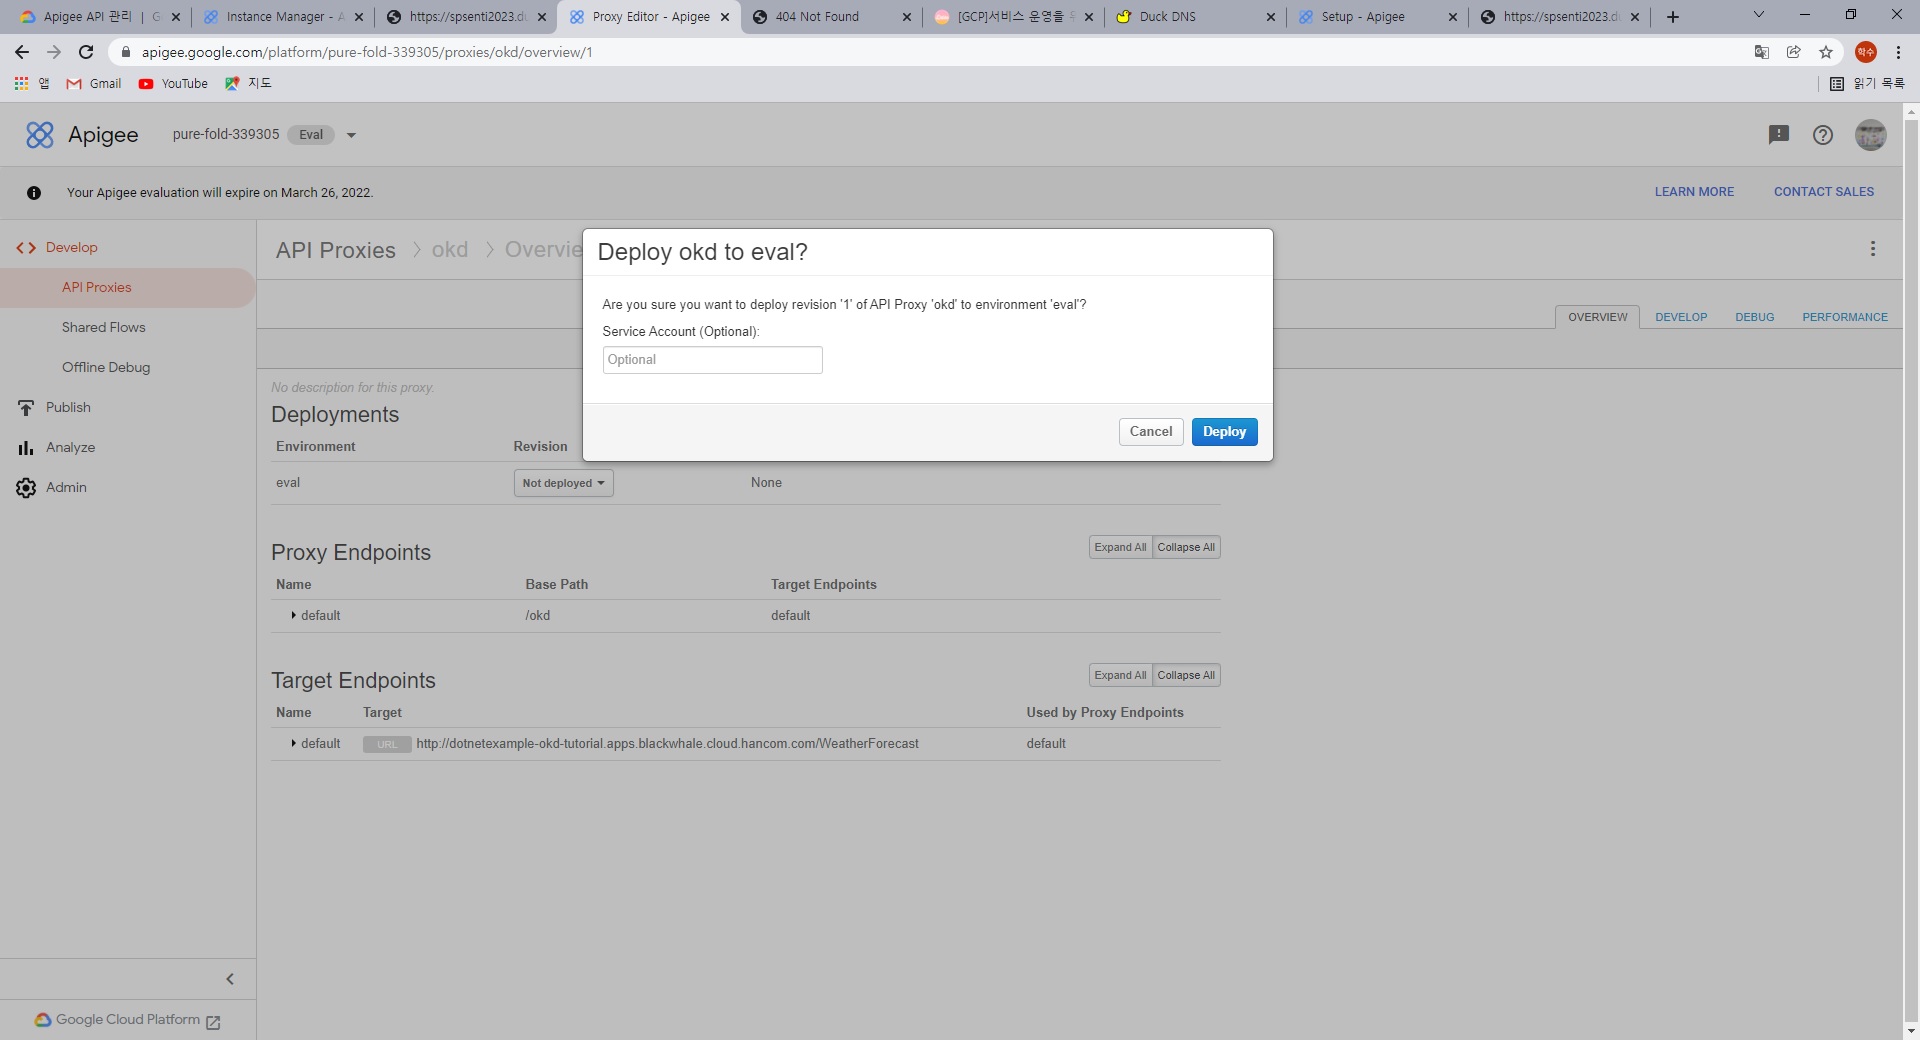 Apigee API 관리 | G
Instance Manager - A
https://spsenti2023.du
Proxy Editor - Apigee
404 Not Found
[GCP]서비스 운영을
Duck DNS
Setup - Apigee
https://spsenti2023.d
apigee.google.com/platform/pure-fold-339305/proxies/okd/overview/1
학수
앱
Gmail
YouTube
지도
읽기 목록
Apigee
pure-fold-339305
Eval
Your Apigee evaluation will expire on March 26, 2022.
LEARN MORE
CONTACT SALES
Develop
API Proxies
Shared Flows
Offline Debug
Publish
Analyze
Admin
Google Cloud Platform
API Proxies > okd > Overvie
OVERVIEW
DEVELOP
DEBUG
PERFORMANCE
Deploy okd to eval?
Are you sure you want to deploy revision '1' of API Proxy 'okd' to environment 'eval'?
Service Account (Optional):
Optional
Cancel
Deploy
No description for this proxy.
Deployments
Environment Revision
eval Not deployed None
Proxy Endpoints
Expand All Collapse All
Name Base Path Target Endpoints
default /okd default
Target Endpoints
Expand All Collapse All
Name Target Used by Proxy Endpoints
default URL http://dotnetexample-okd-tutorial.apps.blackwhale.cloud.hancom.com/WeatherForecast default